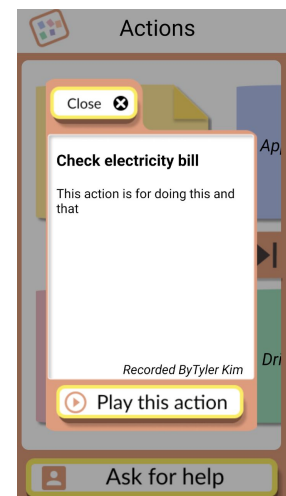 Actions
Close
Check electricity bill
This action is for doing this and
that
Recorded ByTyler Kim
Play this action
Ask for help